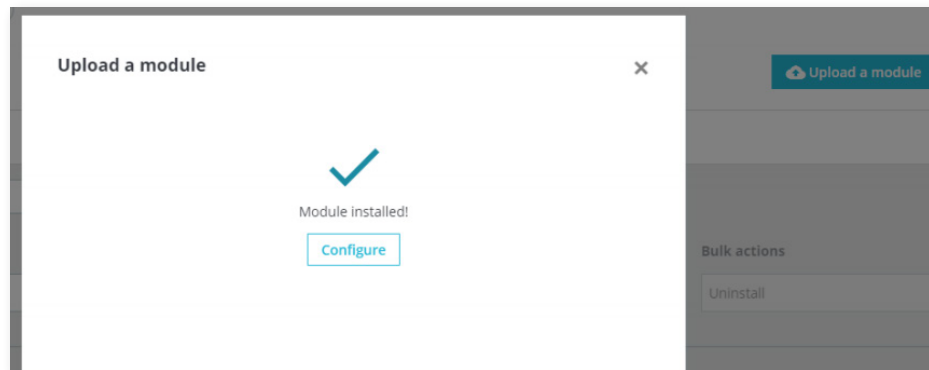 Upload a module
Upload a module
Module installed!
Configure
Bulk actions
Uninstall